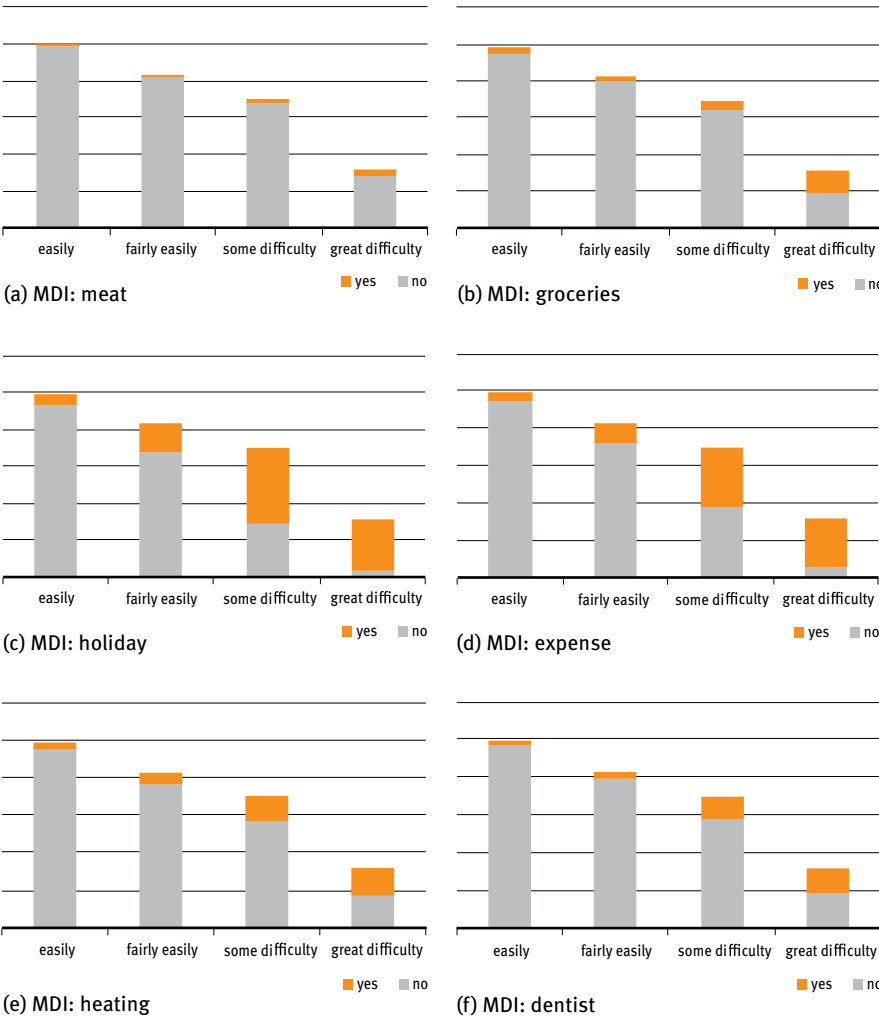 easily fairly easily some difficulty great difficulty
yes no
(a) MDI: meat
easily fairly easily some difficulty great difficulty
yes no
(b) MDI: groceries
easily fairly easily some difficulty great difficulty
yes no
(c) MDI: holiday
easily fairly easily some difficulty great difficulty
yes no
(d) MDI: expense
easily fairly easily some difficulty great difficulty
yes no
(e) MDI: heating
easily fairly easily some difficulty great difficulty
yes no
(f) MDI: dentist